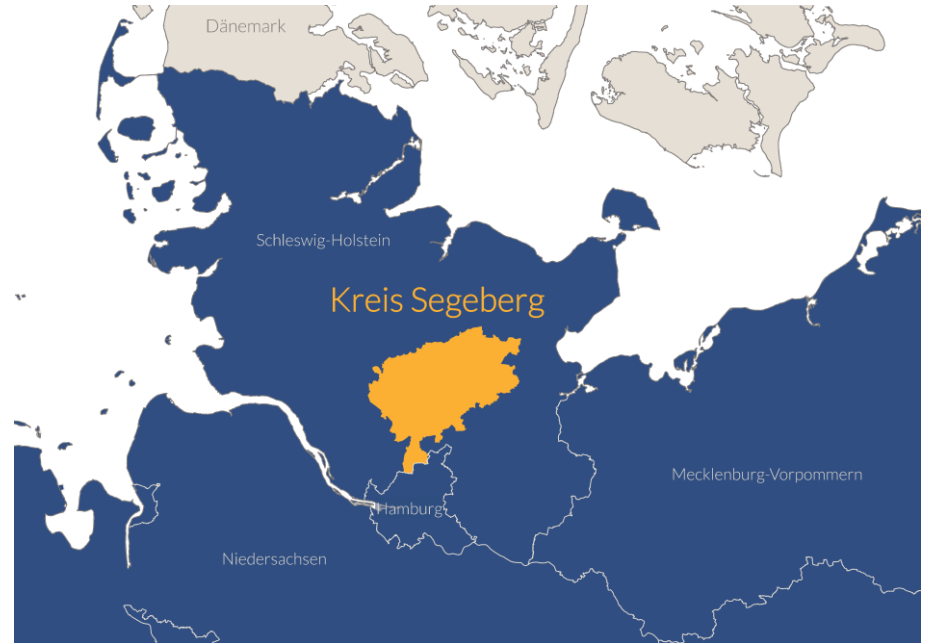 Dänemark
Schleswig-Holstein
Kreis Segeberg
Mecklenburg-Vorpommern
Hamburg
Niedersachsen